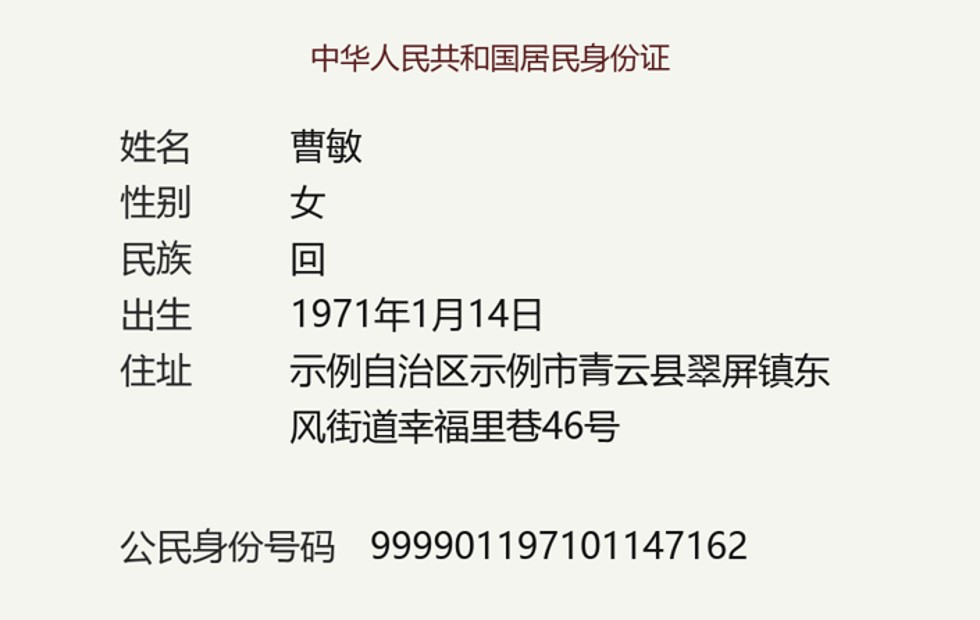 中华人民共和国居民身份证
姓名 曹敏
性别 女
民族 回
出生 1971年1月14日
住址 示例自治区示例市青云县翠屏镇东
风街道幸福里巷46号
公民身份号码 999901197101147162